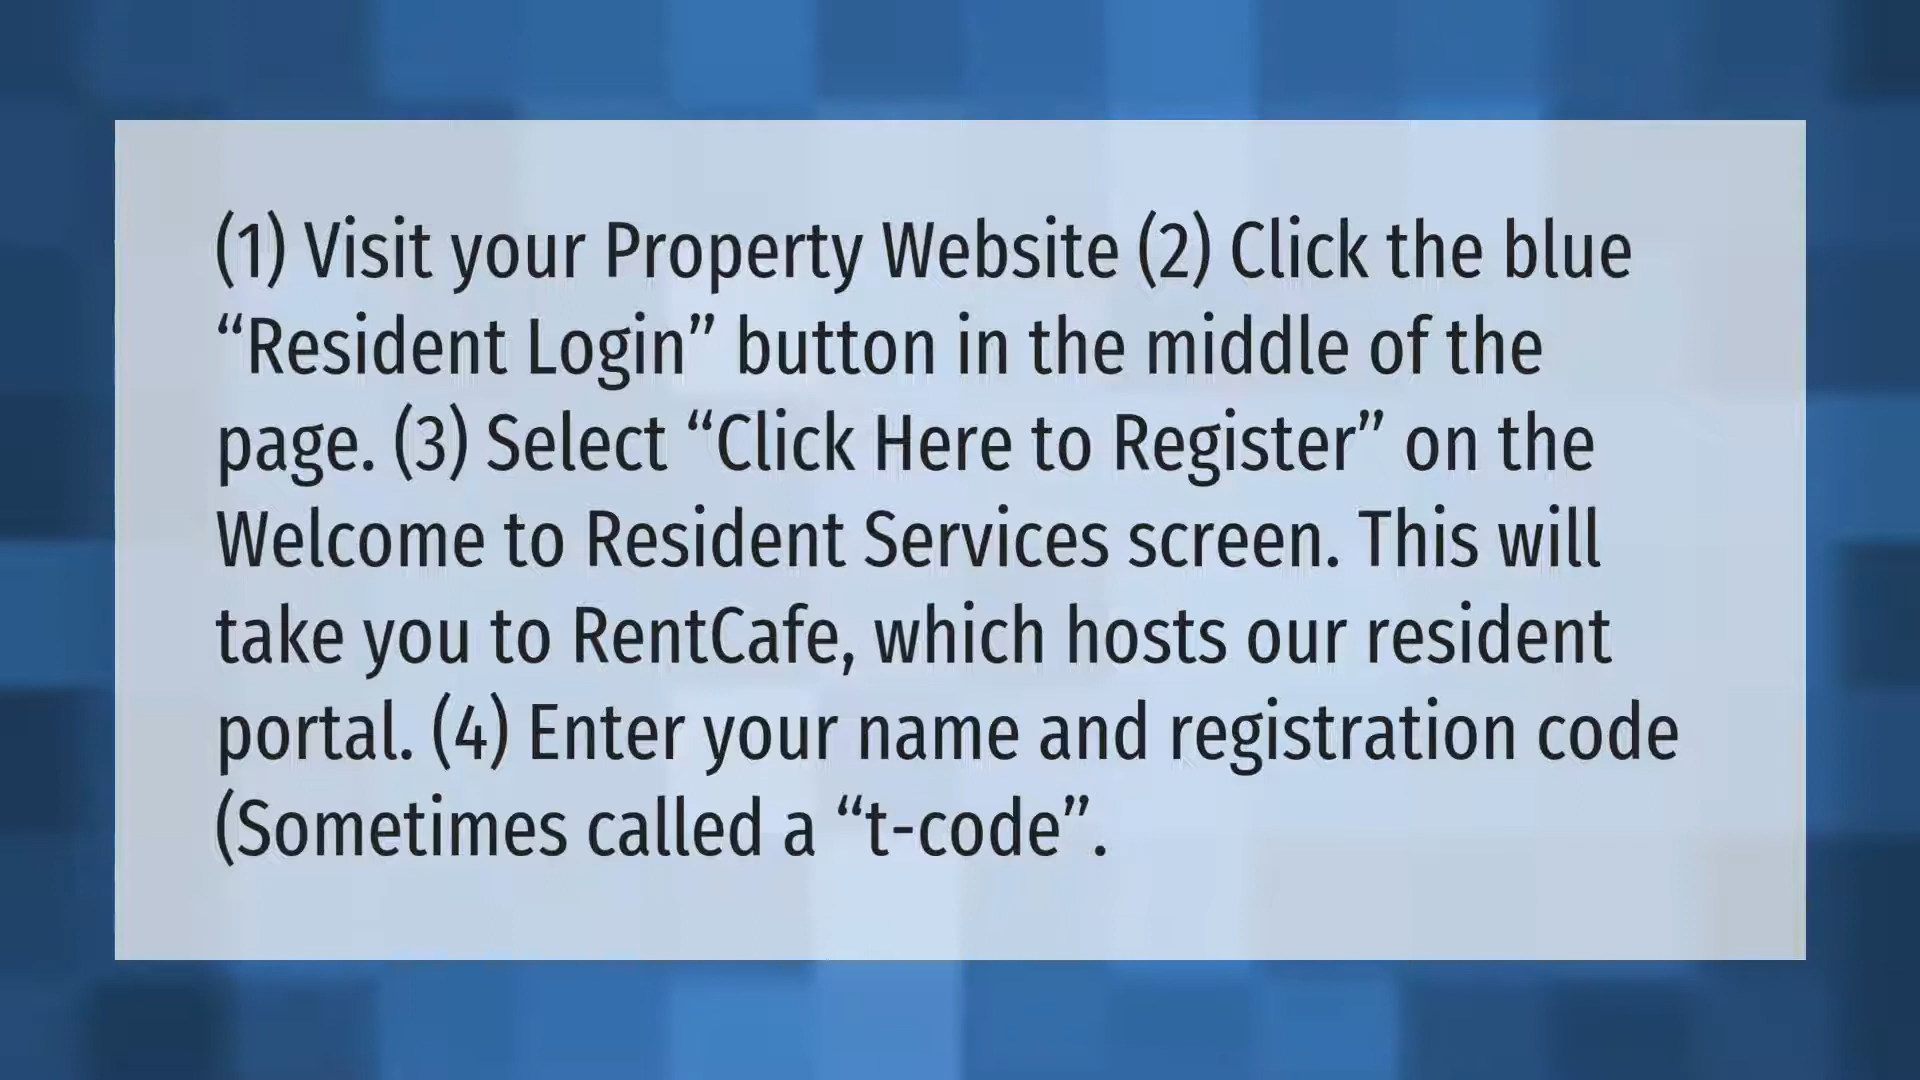 (1) Visit your Property Website (2) Click the blue
“Resident Login” button in the middle of the
page. (3) Select “Click Here to Register” on the
Welcome to Resident Services screen. This will
take you to RentCafe, which hosts our resident
portal. (4) Enter your name and registration code
(Sometimes called a “t-code”.